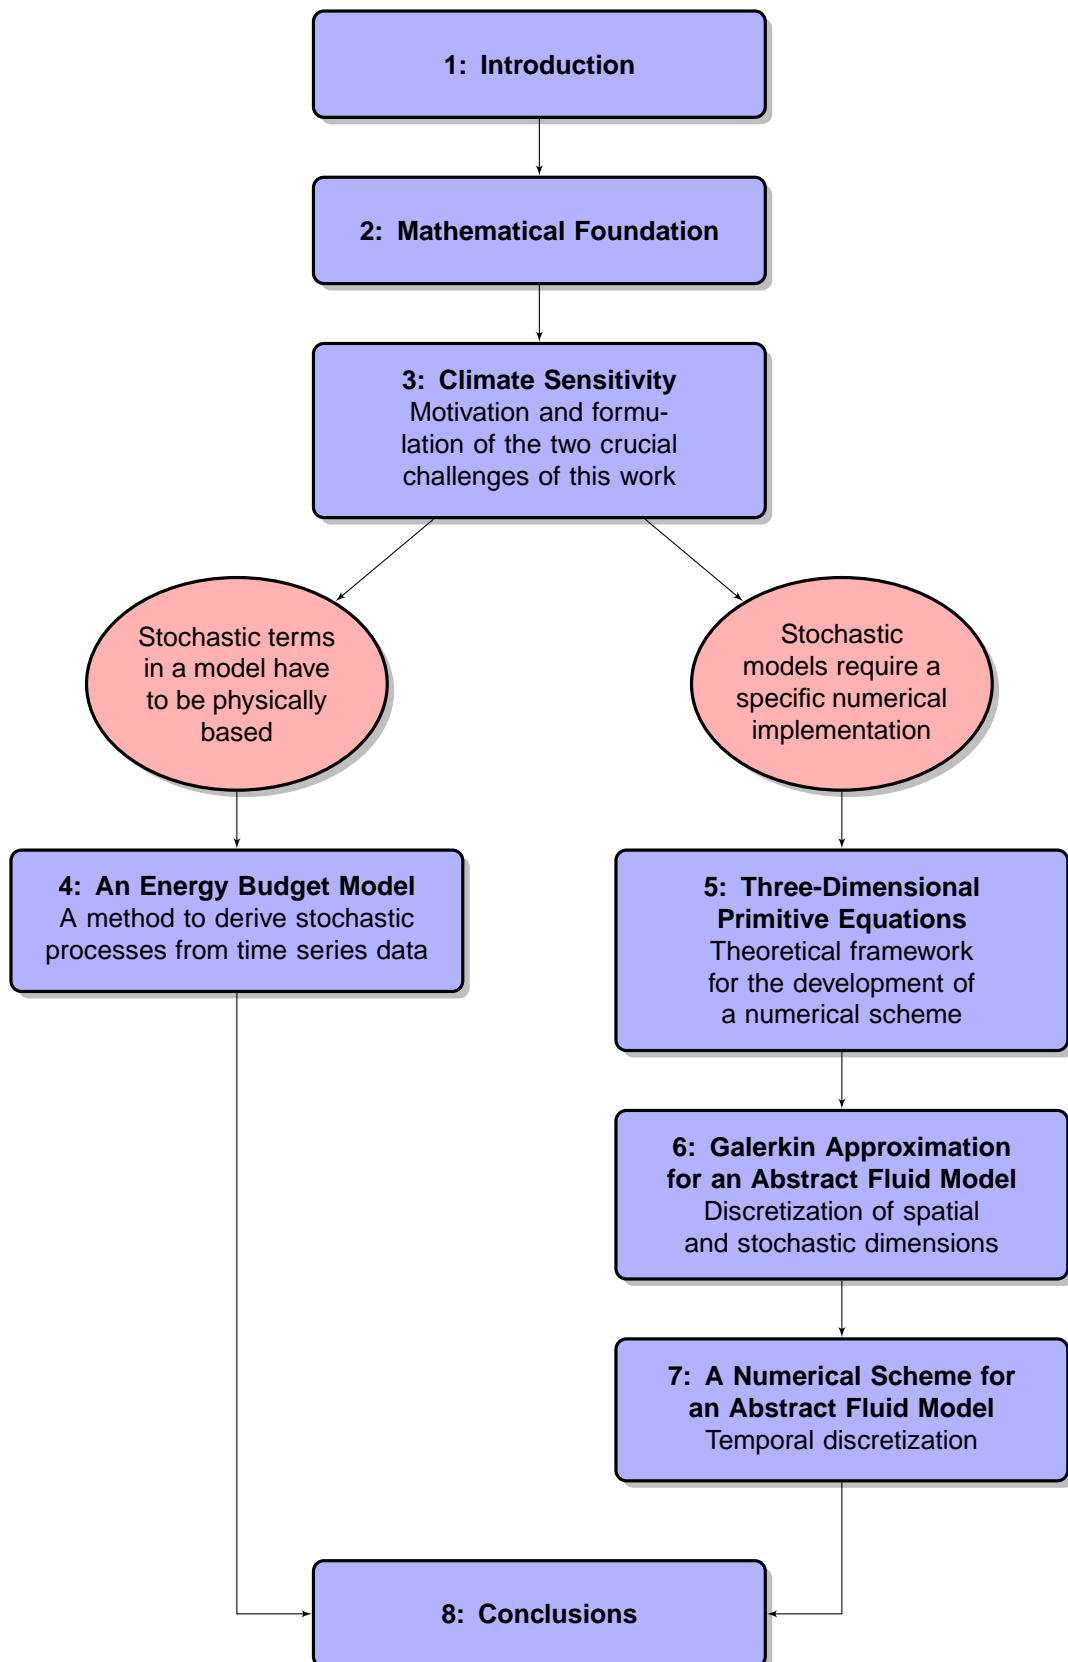 1: Introduction
2: Mathematical Foundation
3: Climate Sensitivity
Motivation and formu-
lation of the two crucial
challenges of this work
Stochastic terms
in a model have
to be physically
based
Stochastic
models require a
specific numerical
implementation
4: An Energy Budget Model
A method to derive stochastic
processes from time series data
5: Three-Dimensional
Primitive Equations
Theoretical framework
for the development of
a numerical scheme
6: Galerkin Approximation
for an Abstract Fluid Model
Discretization of spatial
and stochastic dimensions
7: A Numerical Scheme for
an Abstract Fluid Model
Temporal discretization
8: Conclusions